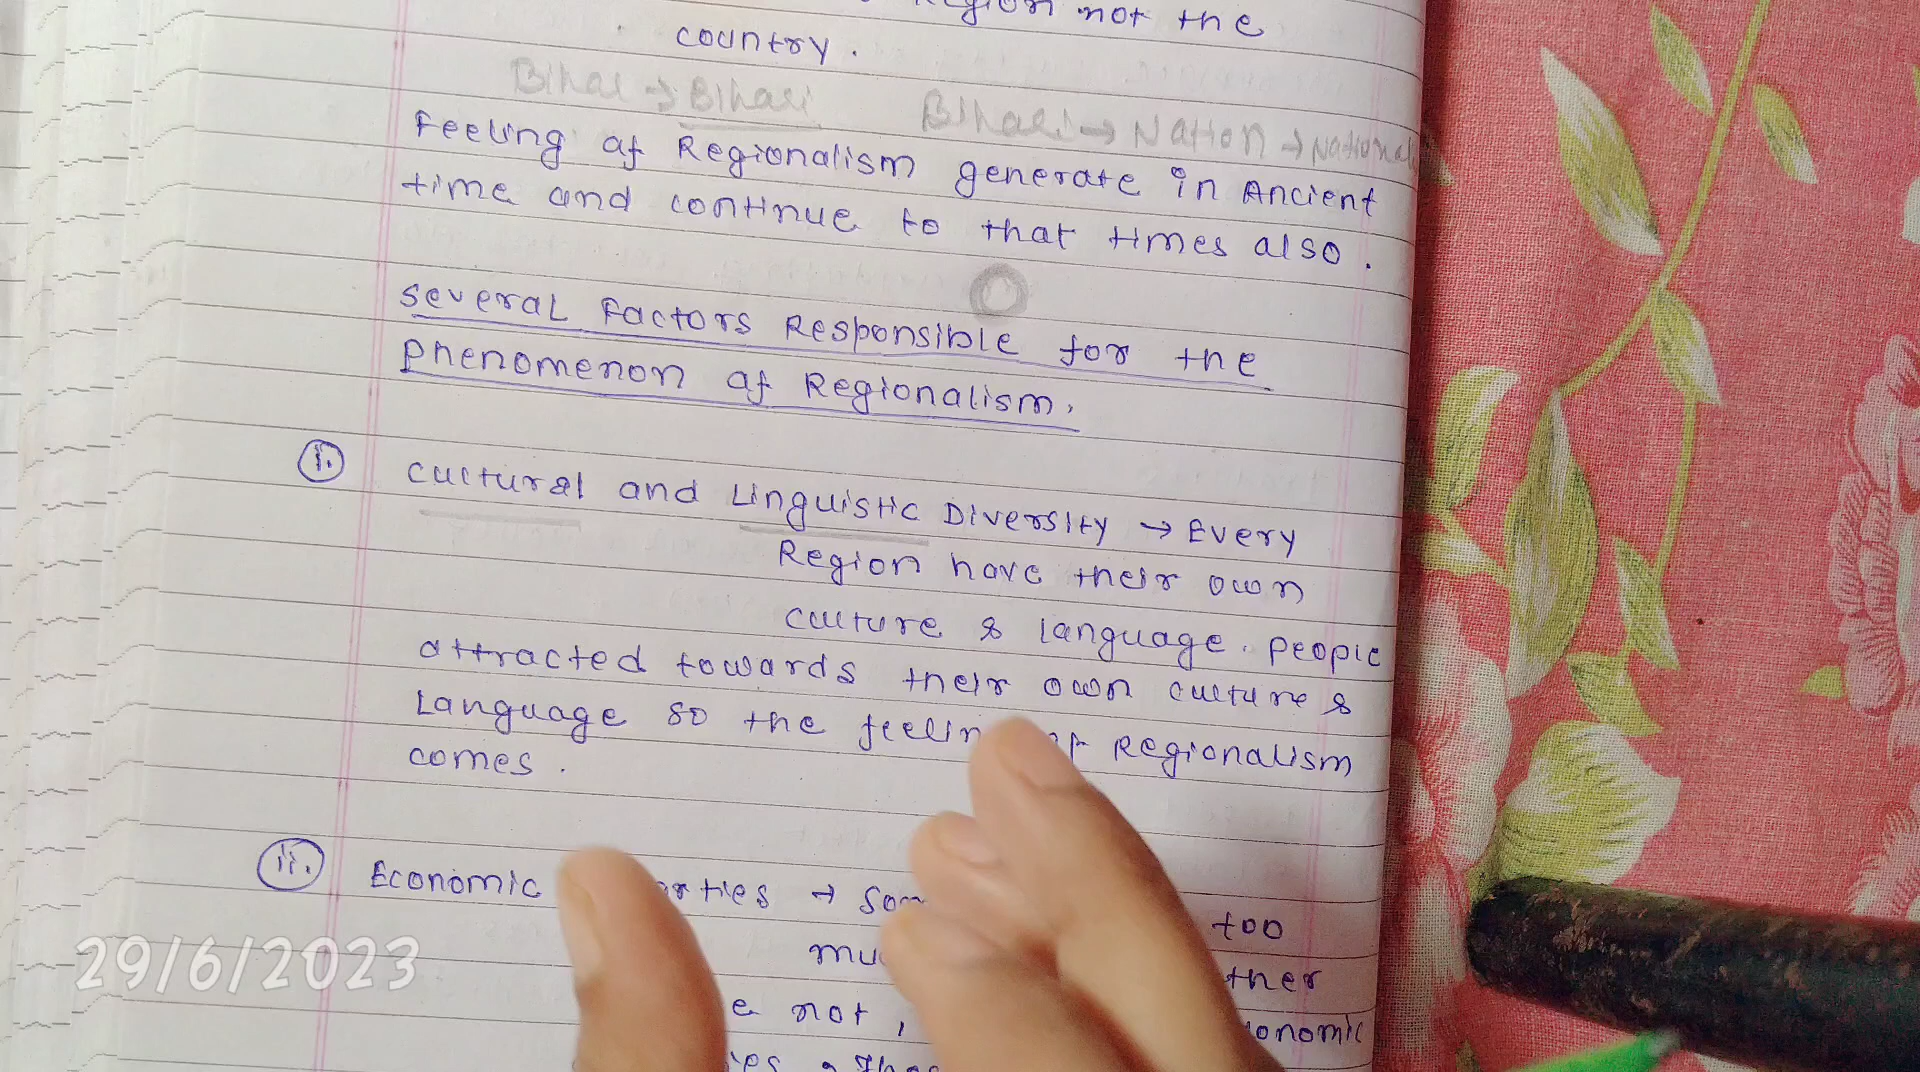 Region not the
country.
Bihar → Bihari Bihari → Nation → National
Feeling of Regionalism generate in Ancient
time and continue to that times also.
Several Factors Responsible for the
Phenomenon of Regionalism.
i. Cultural and Linguistic Diversity → Every
Region have their own
culture & language. People
attracted towards their own culture &
Language so the feelin of Regionalism
comes.
ii. Economic rties → Som too
mu ther
e not, onomic
29/6/2023